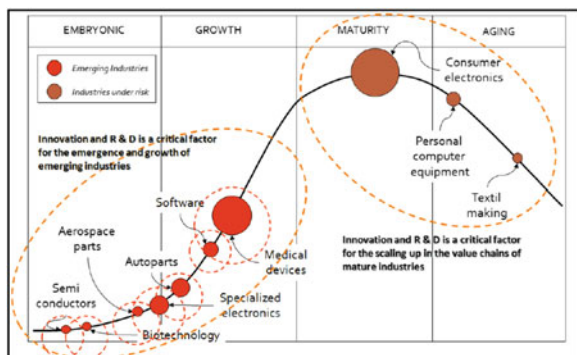 EMBRYONIC
GROWTH
MATURITY
AGING
Emerging Industries
Industries under risk
Innovation and R & D is a critical factor
for the emergence and growth of
emerging industries
Consumer
electronics
Personal
computer
equipment
Textil
making
Software
Aerospace
parts
Autoparts
Medical
devices
Semi
conductors
Specialized
electronics
Biotechnology
Innovation and R & D is a critical factor
for the scaling up in the value chains of
mature industries